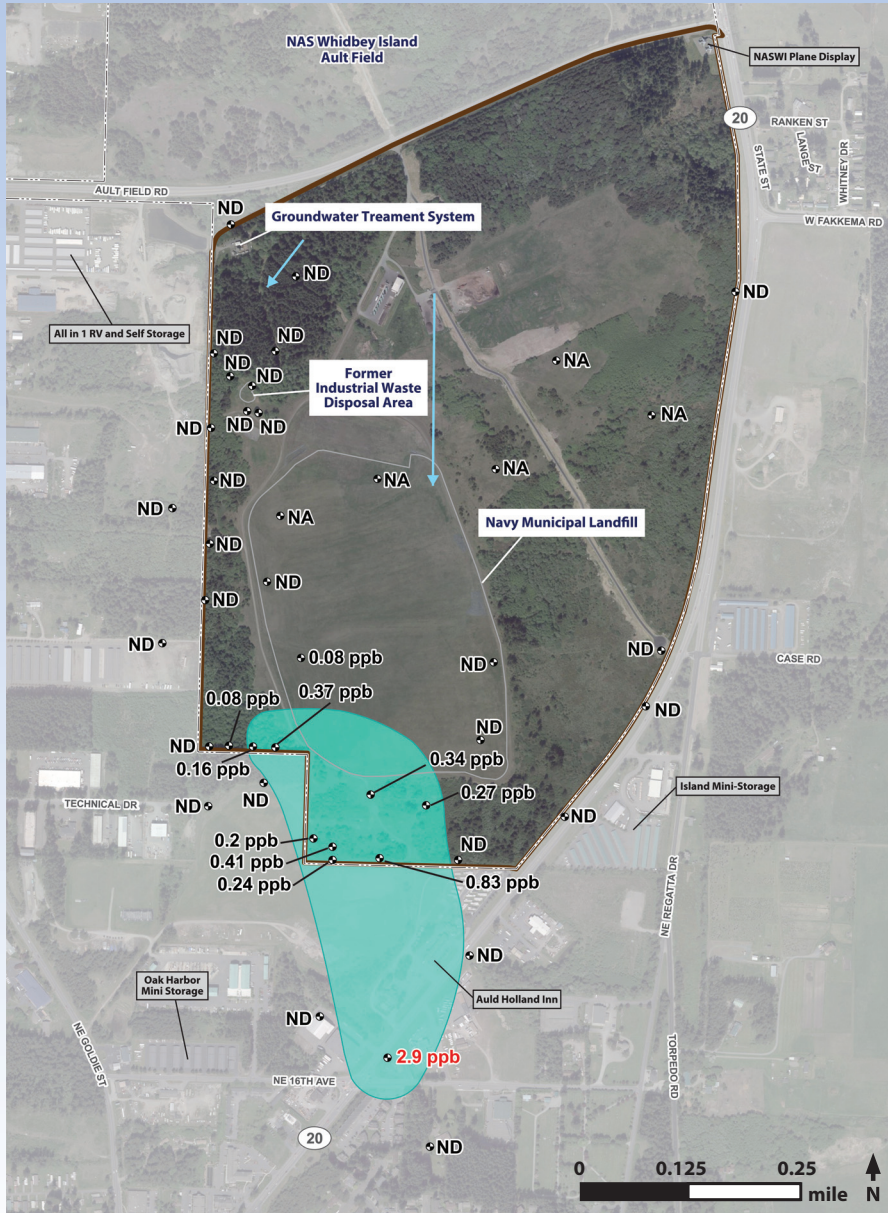 NAS Whidbey Island
Ault Field
NASWI Plane Display
20
RANKEN ST
LANGE ST
WHITNEY DR
STATE ST
AULT FIELD RD
W FAKKEMA RD
ND
Groundwater Treament System
ND
ND
All in 1 RV and Self Storage
ND
ND
ND
ND
Former
Industrial Waste
Disposal Area
NA
ND
ND
ND
NA
ND
NA
NA
ND
NA
Navy Municipal Landfill
ND
ND
ND
ND
ND
0.08 ppb
ND
ND
CASE RD
0.08 ppb
0.37 ppb
ND
ND
ND
0.16 ppb
0.34 ppb
ND
0.27 ppb
Island Mini-Storage
TECHNICAL DR
ND
ND
0.2 ppb
0.41 ppb
0.24 ppb
ND
0.83 ppb
NE REGATTA DR
ND
Oak Harbor
Mini Storage
Auld Holland Inn
ND
NE GOLDIE ST
2.9 ppb
NE 16TH AVE
TORPEDO RD
20
ND
0 0.125 0.25
mile
N